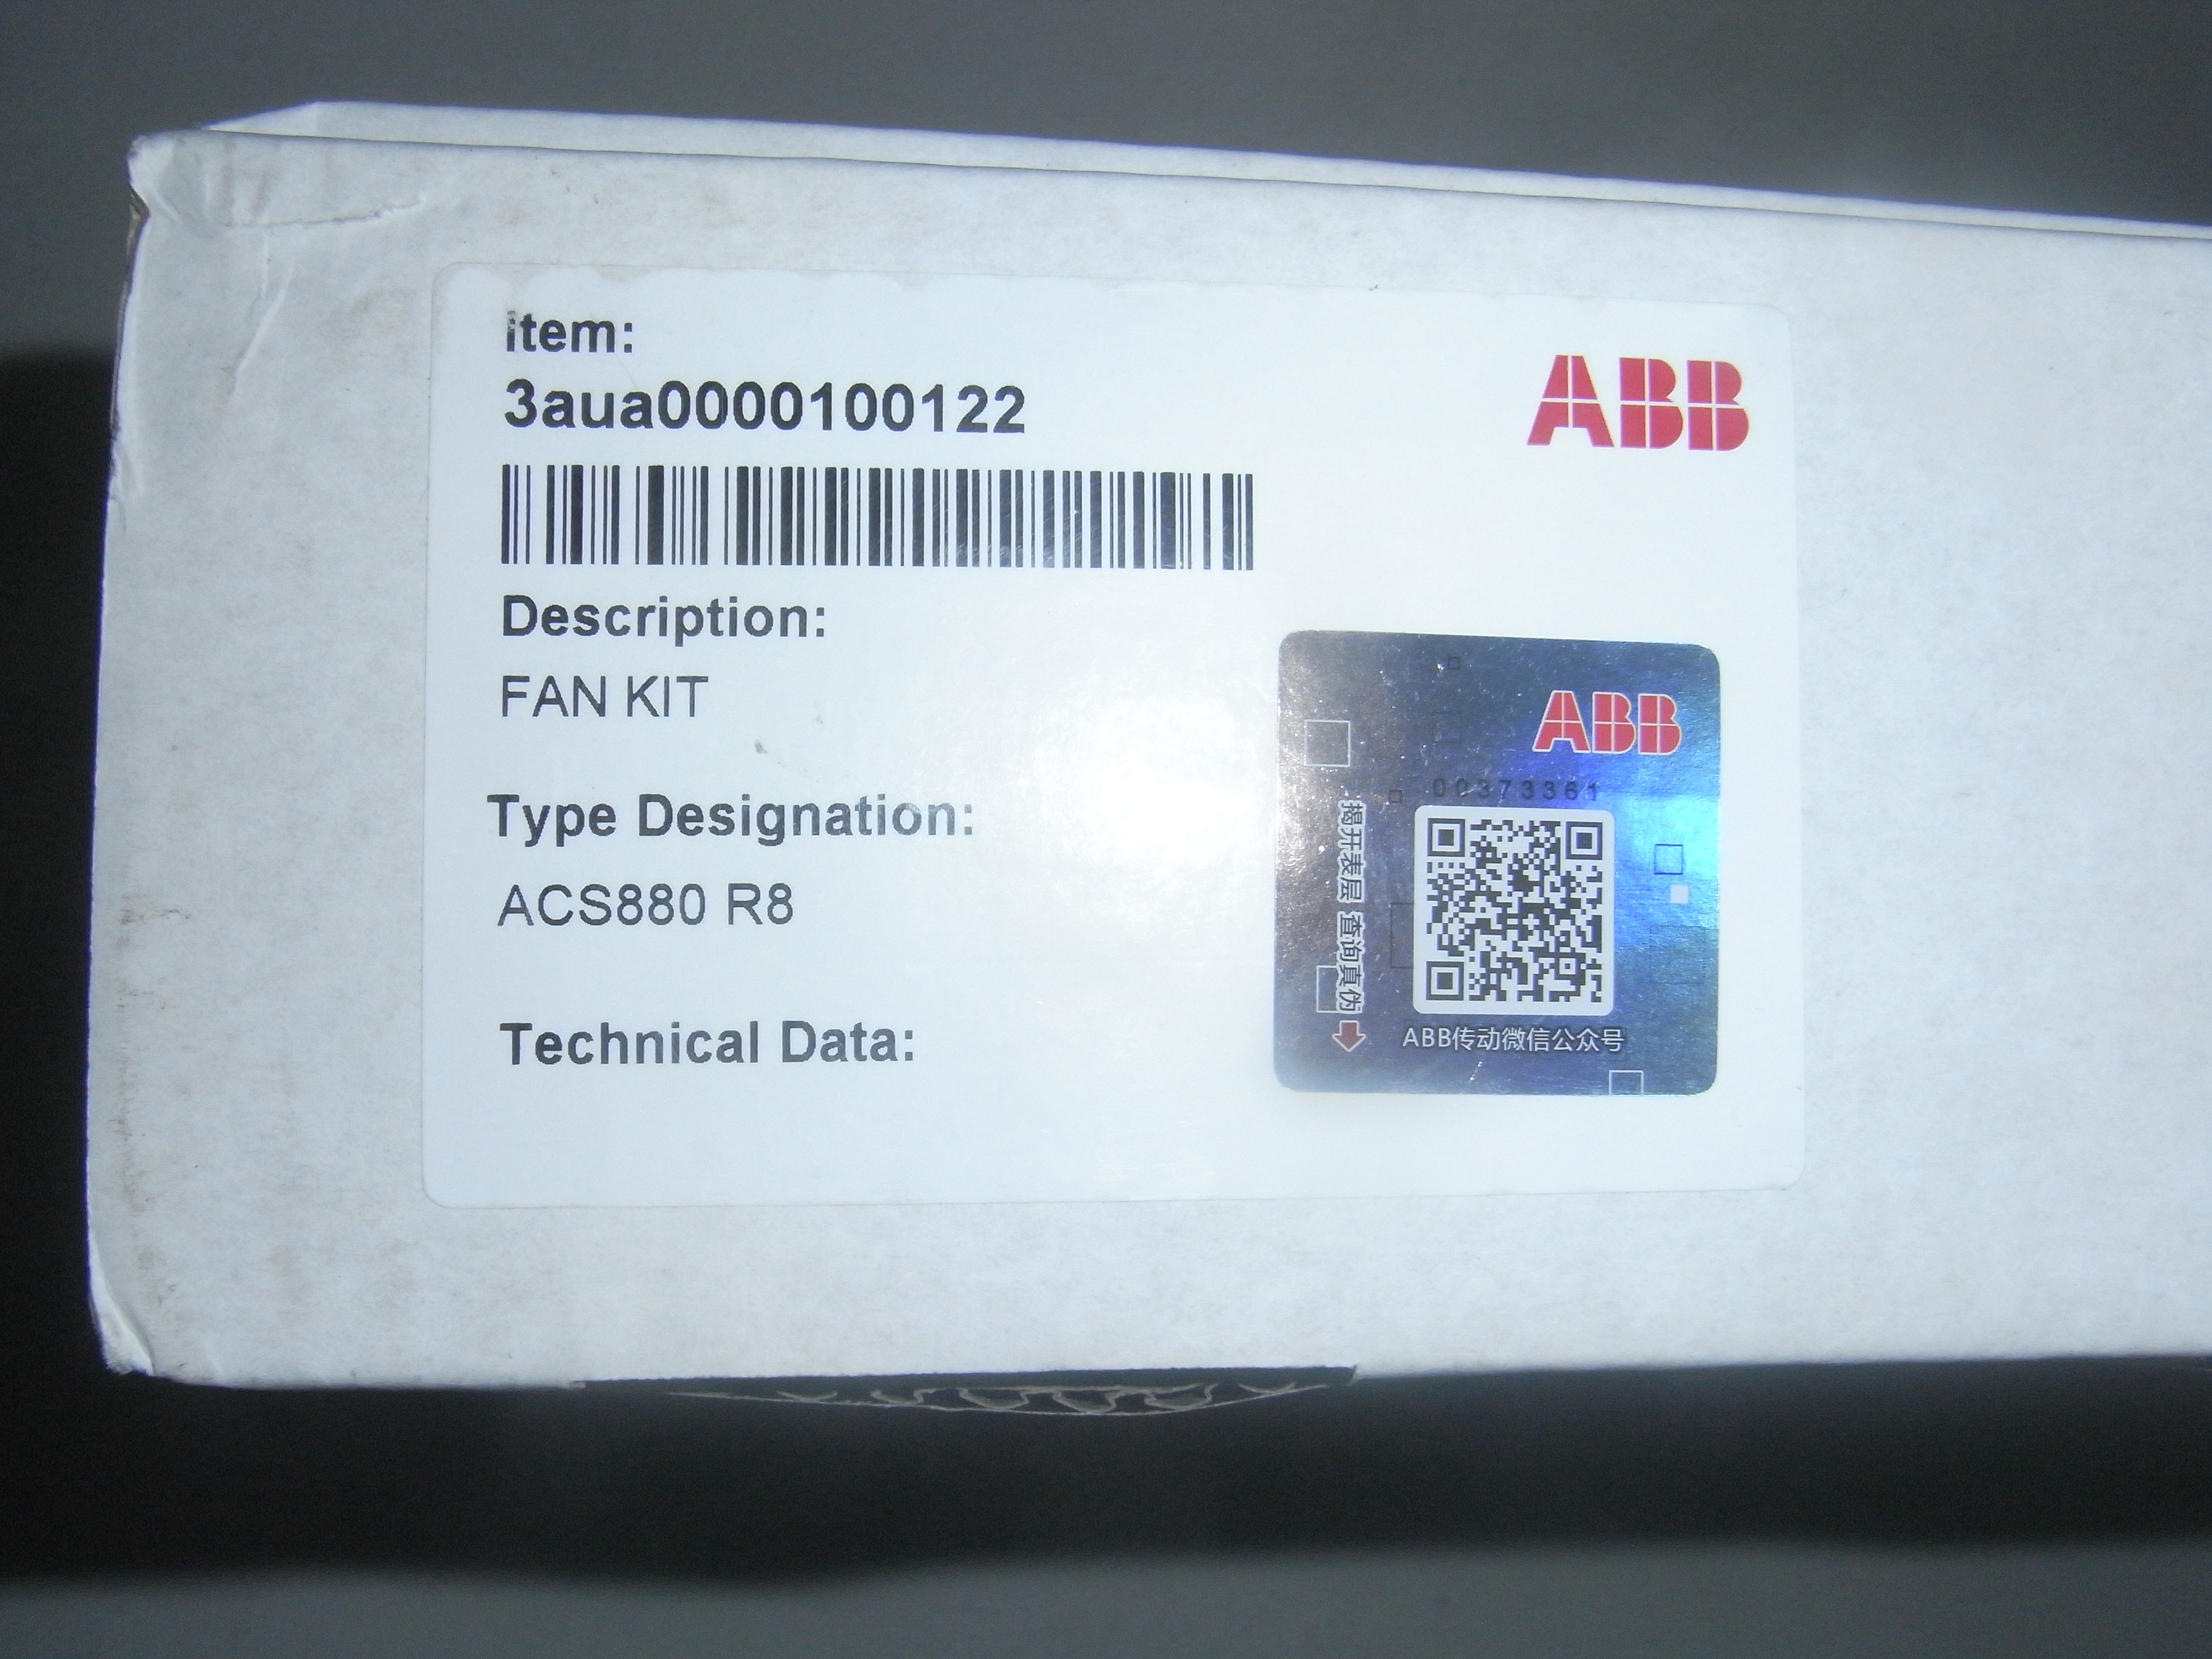 Item:
3aua0000100122
ABB
Description:
FAN KIT
Type Designation:
ACS880 R8
Technical Data:
ABB
00373361
揭开表层 查询真伪
ABB传动微信公众号